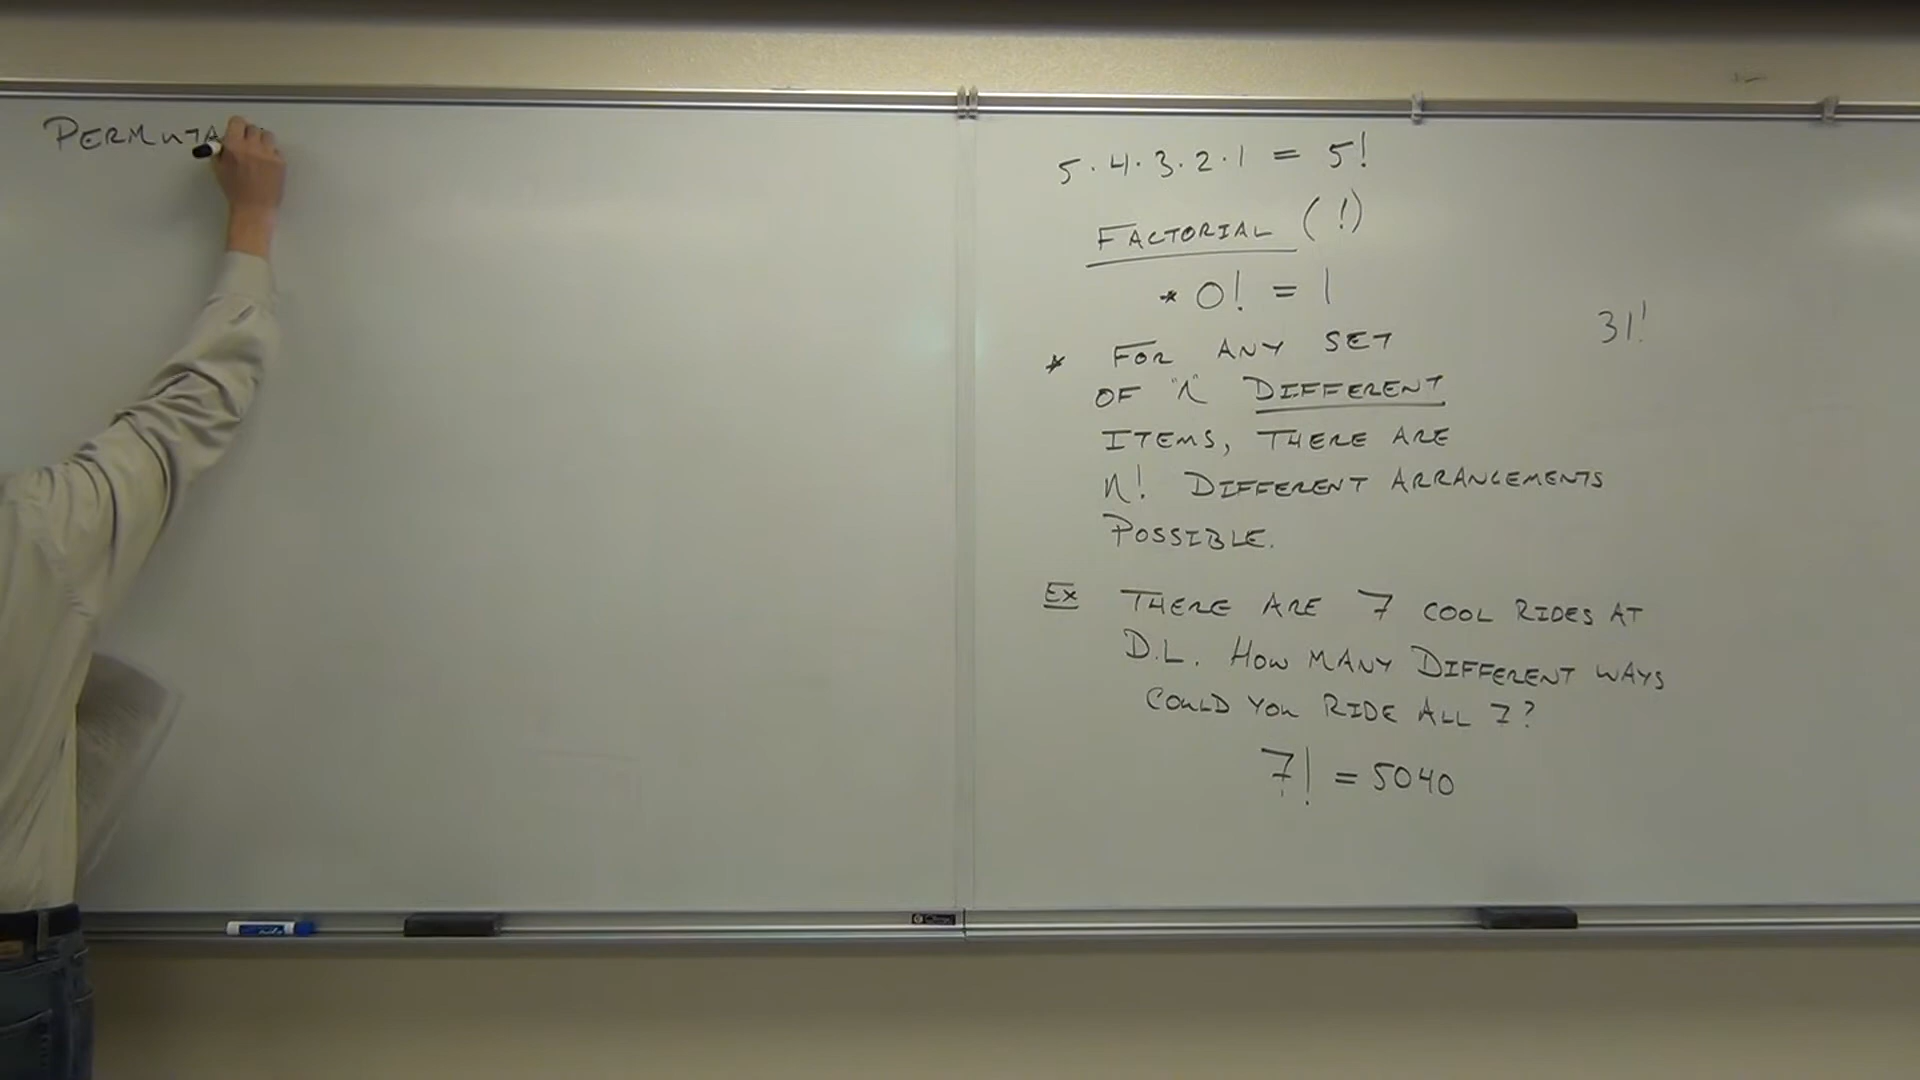 PERMUTA
5 · 4 · 3 · 2 · 1 = 5!
FACTORIAL (!)
* 0! = 1
31!
* FOR ANY SET
OF "n" DIFFERENT
ITEMS, THERE ARE
n! DIFFERENT ARRANGEMENTS
POSSIBLE.
EX THERE ARE 7 COOL RIDES AT
D.L. HOW MANY DIFFERENT WAYS
COULD YOU RIDE ALL 7?
7! = 5040